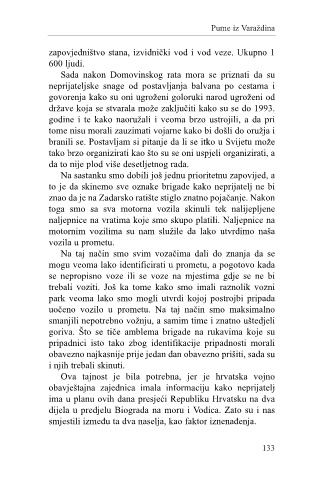 Pume iz Varaždina
zapovjedništvo stana, izvidnički vod i vod veze. Ukupno 1
600 ljudi.
Sada nakon Domovinskog rata mora se priznati da su
neprijateljske snage od postavljanja balvana po cestama i
govorenja kako su oni ugroženi goloruki narod ugroženi od
države koja se stvarala može zaključiti kako su se do 1993.
godine i te kako naoružali i veoma brzo ustrojili, a da pri
tome nisu morali zauzimati vojarne kako bi došli do oružja i
branili se. Postavljam si pitanje da li se itko u Svijetu može
tako brzo organizirati kao što su se oni uspjeli organizirati, a
da to nije plod više desetljetnog rada.
Na sastanku smo dobili još jednu prioritetnu zapovijed, a
to je da skinemo sve oznake brigade kako neprijatelj ne bi
znao da je na Zadarsko ratište stiglo znatno pojačanje. Nakon
toga smo sa sva motorna vozila skinuli tek nalijepljene
naljepnice na vratima koje smo skupo platili. Naljepnice na
motornim vozilima su nam služile da lako utvrdimo naša
vozila u prometu.
Na taj način smo svim vozačima dali do znanja da se
mogu veoma lako identificirati u prometu, a pogotovo kada
se nepropisno voze ili se voze na mjestima gdje se ne bi
trebali voziti. Još ka tome kako smo imali raznolik vozni
park veoma lako smo mogli utvrdi kojoj postrojbi pripada
uočeno vozilo u prometu. Na taj način smo maksimalno
smanjili nepotrebno vožnju, a samim time i znatno uštedjeli
goriva. Što se tiče amblema brigade na rukavima koje su
pripadnici isto tako zbog identifikacije pripadnosti morali
obavezno najkasnije prije jedan dan obavezno prišiti, sada su
i njih trebali skinuti.
Ova tajnost je bila potrebna, jer je hrvatska vojno
obavještajna zajednica imala informaciju kako neprijatelj
ima u planu ovih dana presjeći Republiku Hrvatsku na dva
dijela u predjelu Biograda na moru i Vodica. Zato su i nas
smjestili između ta dva naselja, kao faktor iznenađenja.
133